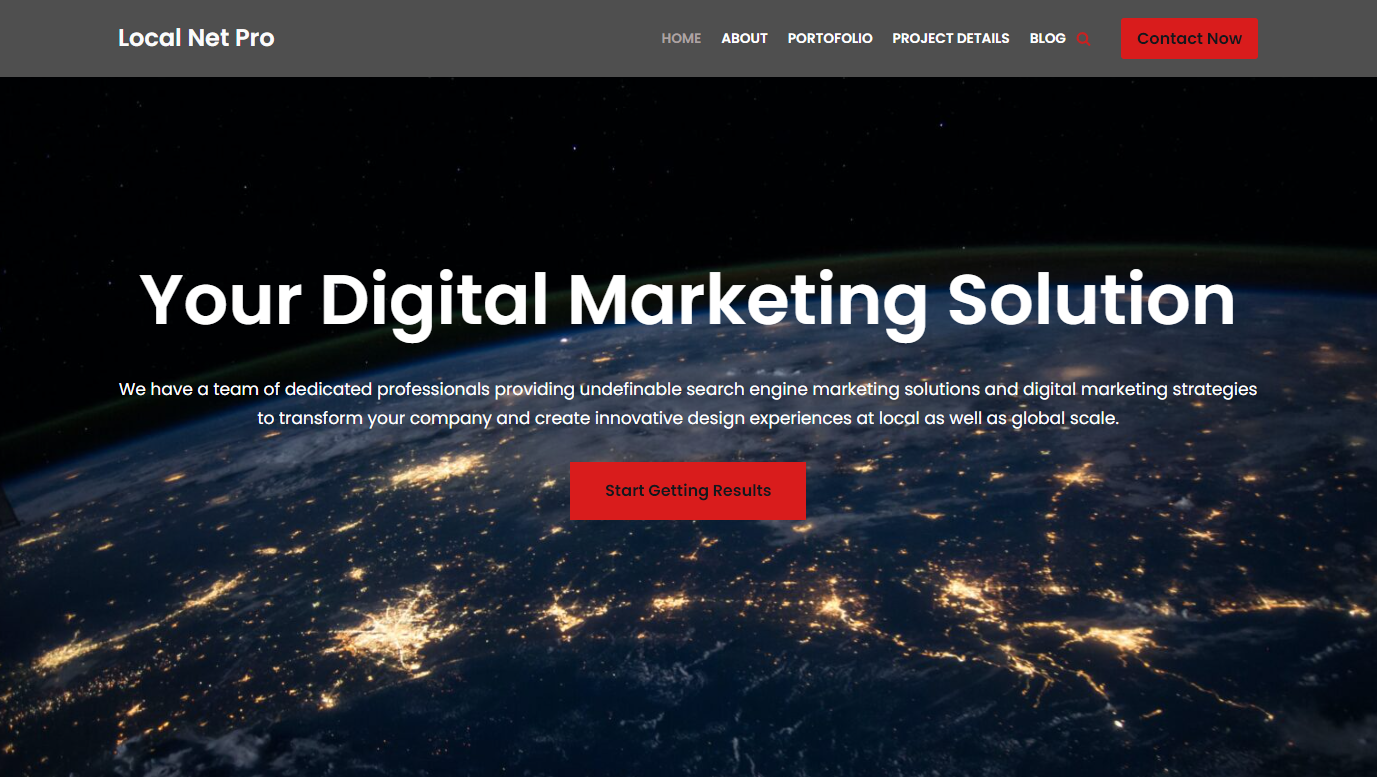 Local Net Pro
HOME ABOUT PORTOFOLIO PROJECT DETAILS BLOG
Contact Now
Your Digital Marketing Solution
We have a team of dedicated professionals providing undefinable search engine marketing solutions and digital marketing strategies
to transform your company and create innovative design experiences at local as well as global scale.
Start Getting Results